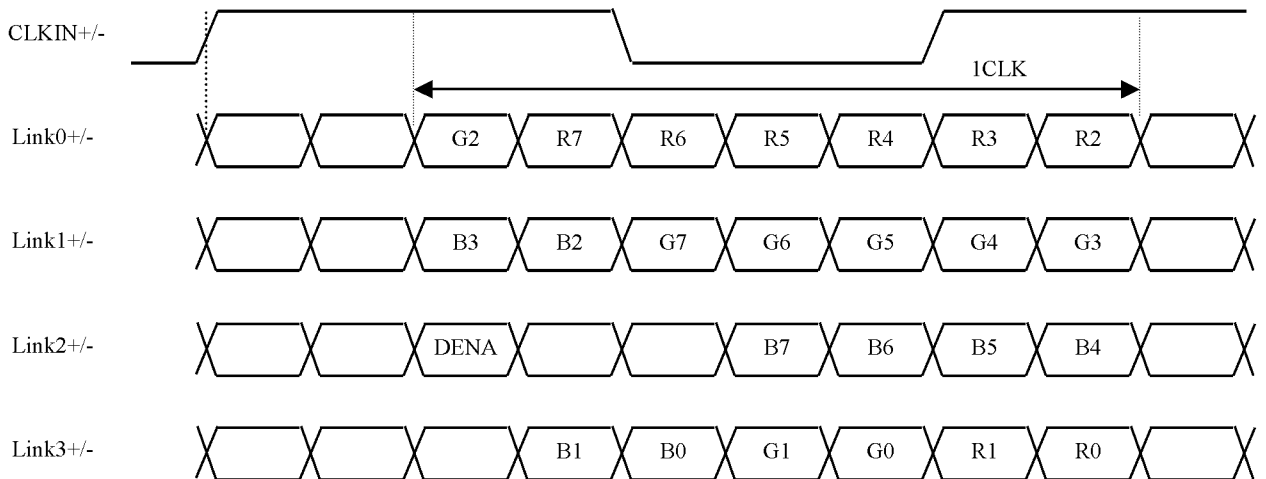 CLKIN+/-
1CLK
Link0+/- G2 R7 R6 R5 R4 R3 R2
Link1+/- B3 B2 G7 G6 G5 G4 G3
Link2+/- DENA B7 B6 B5 B4
Link3+/- B1 B0 G1 G0 R1 R0